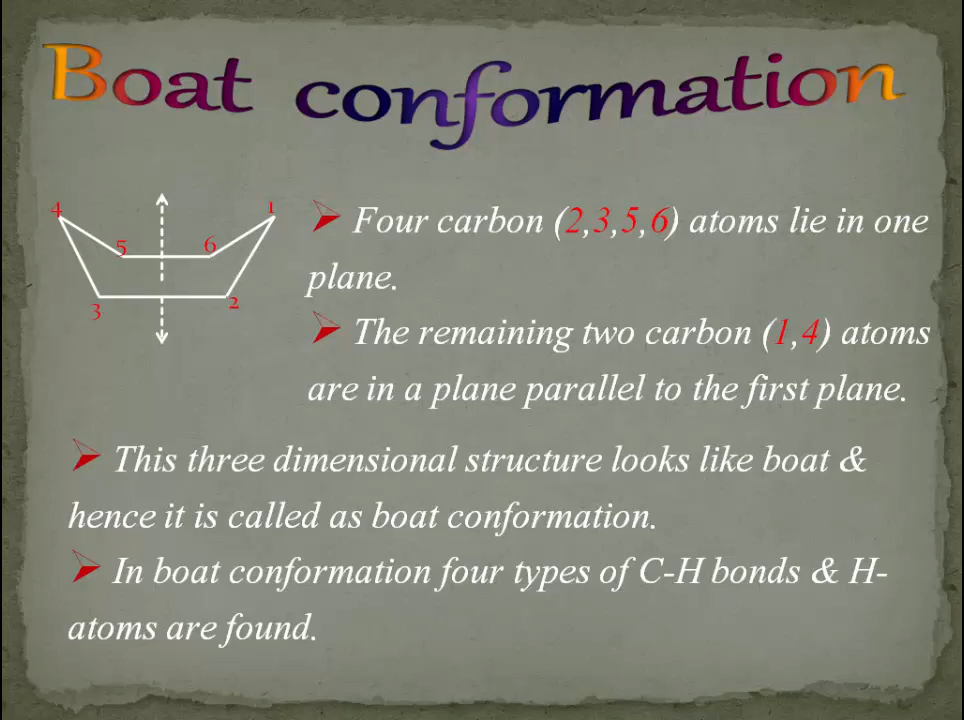 Boat conformation
4
1
5
6
3
2
➢ Four carbon (2,3,5,6) atoms lie in one
plane.
➢ The remaining two carbon (1,4) atoms
are in a plane parallel to the first plane.
➢ This three dimensional structure looks like boat &
hence it is called as boat conformation.
➢ In boat conformation four types of C-H bonds & H-
atoms are found.